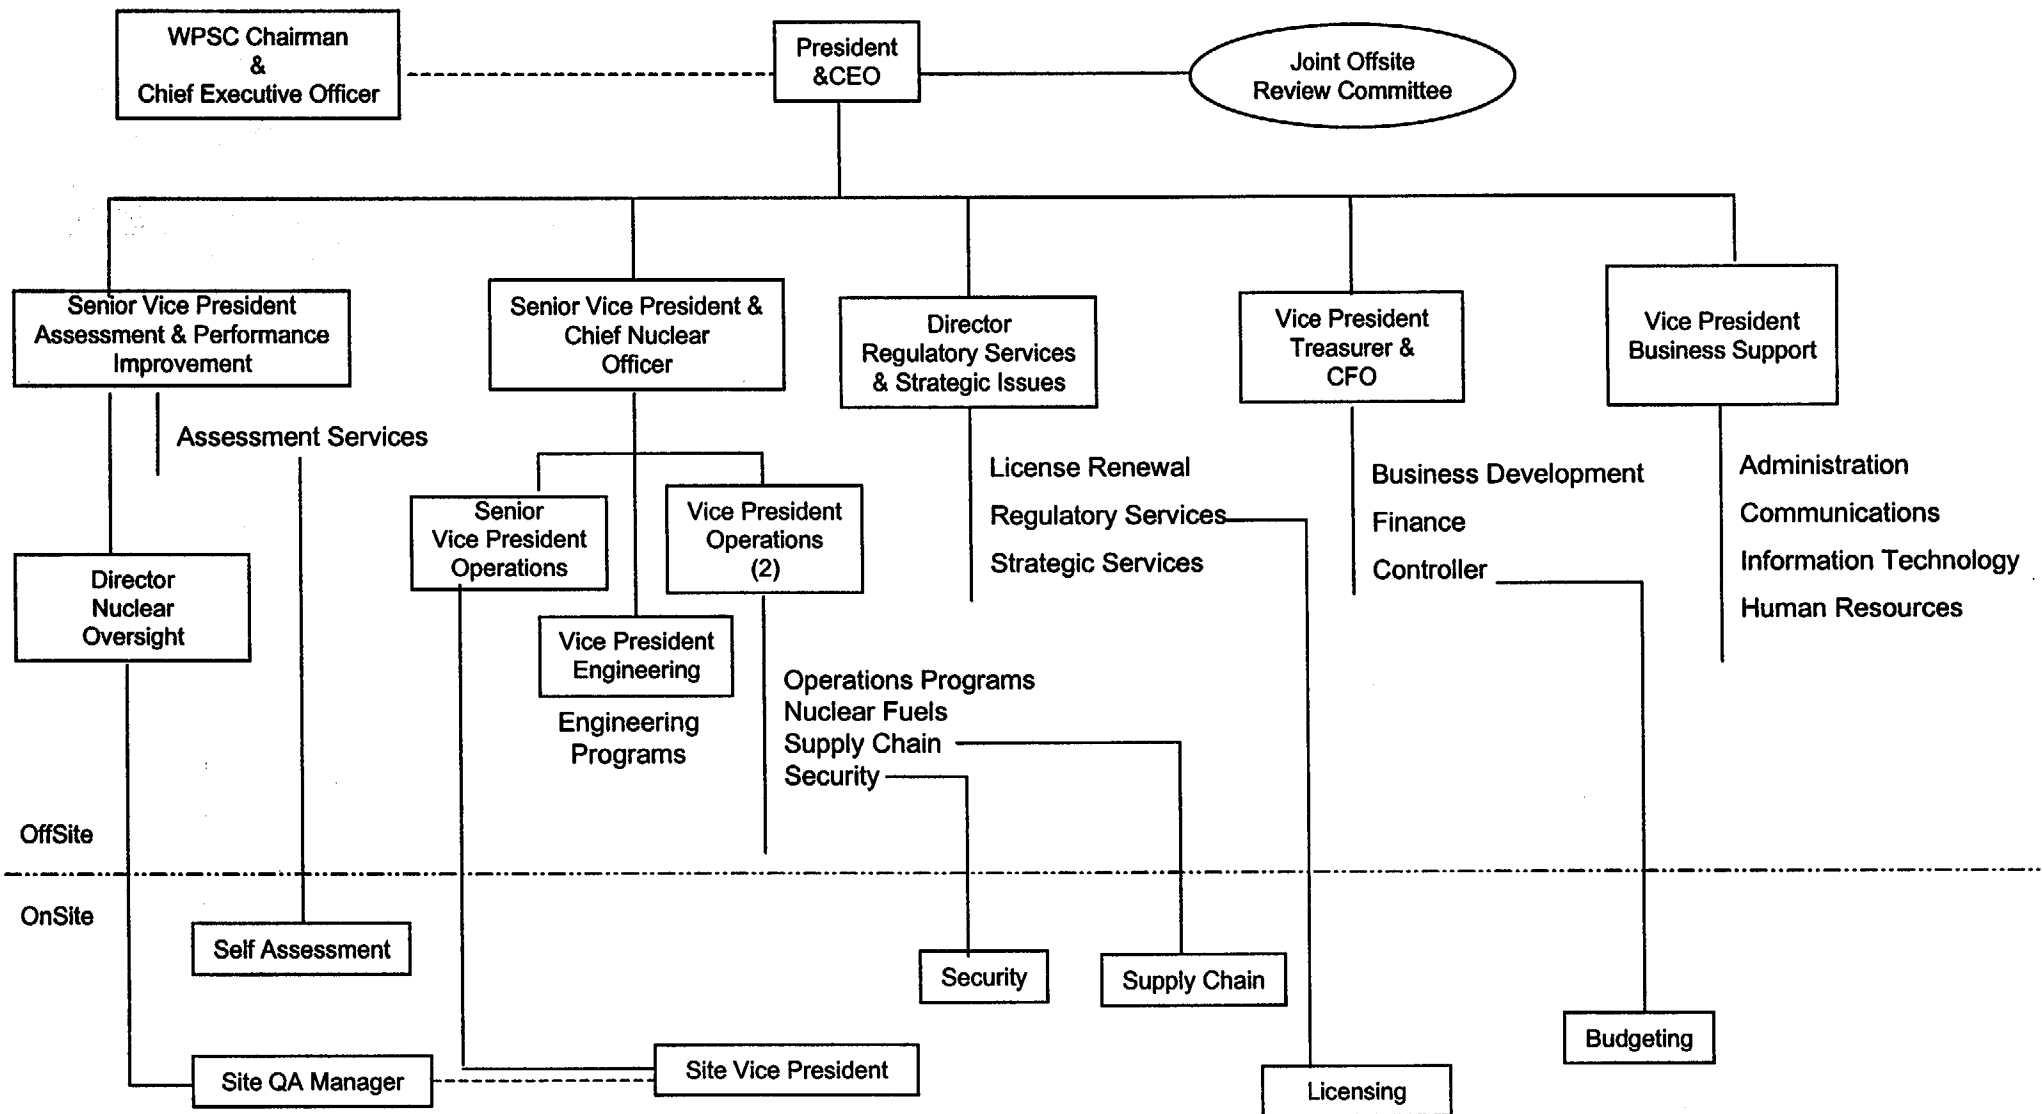 WPSC Chairman
&
Chief Executive Officer
President
&CEO
Joint Offsite
Review Committee
Senior Vice President
Assessment & Performance
Improvement
Senior Vice President &
Chief Nuclear
Officer
Director
Regulatory Services
& Strategic Issues
Vice President
Treasurer &
CFO
Vice President
Business Support
Assessment Services
Director
Nuclear
Oversight
Senior
Vice President
Operations
Vice President
Operations
(2)
Vice President
Engineering
Engineering
Programs
Operations Programs
Nuclear Fuels
Supply Chain
Security
License Renewal
Regulatory Services
Strategic Services
Business Development
Finance
Controller
Administration
Communications
Information Technology
Human Resources
OffSite
OnSite
Self Assessment
Security
Supply Chain
Budgeting
Site QA Manager
Site Vice President
Licensing